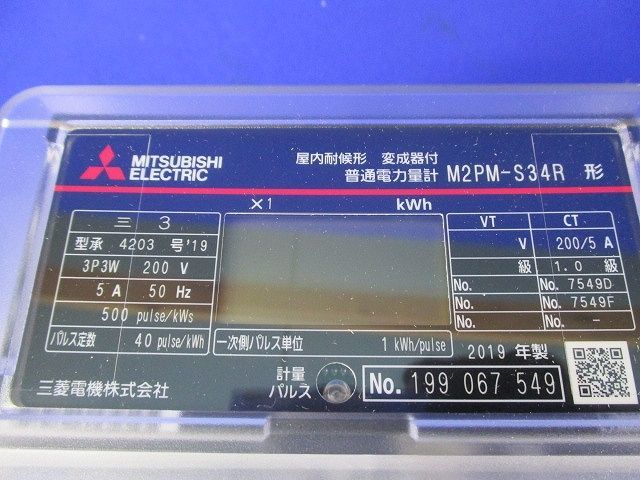 MITSUBISHI
ELECTRIC
屋内耐候形 変成器付
普通電力量計 M2PM-S34R 形
×1 kWh
三 3
型承 4203 号'19
3P3W 200 V
5 A 50 Hz
500 pulse/kWs
パルス定数 40 pulse/kWh
一次側パルス単位 1 kWh/pulse
VT CT
V 200/5 A
級 1.0 級
No. No. 7549D
No. No. 7549F
No. No. -
2019 年製
三菱電機株式会社
計量
パルス
No. 199 067 549